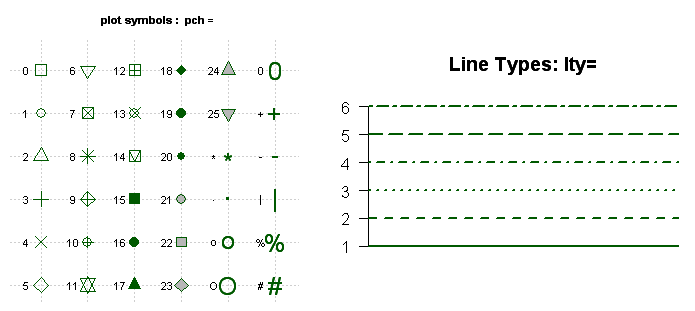 plot symbols : pch =
0 6 12 18 24 0 0
1 7 13 19 25 + +
2 8 14 20 * * - -
3 9 15 21 . . | |
4 10 16 22 o o % %
5 11 17 23 O O # #
Line Types: lty=
6
5
4
3
2
1